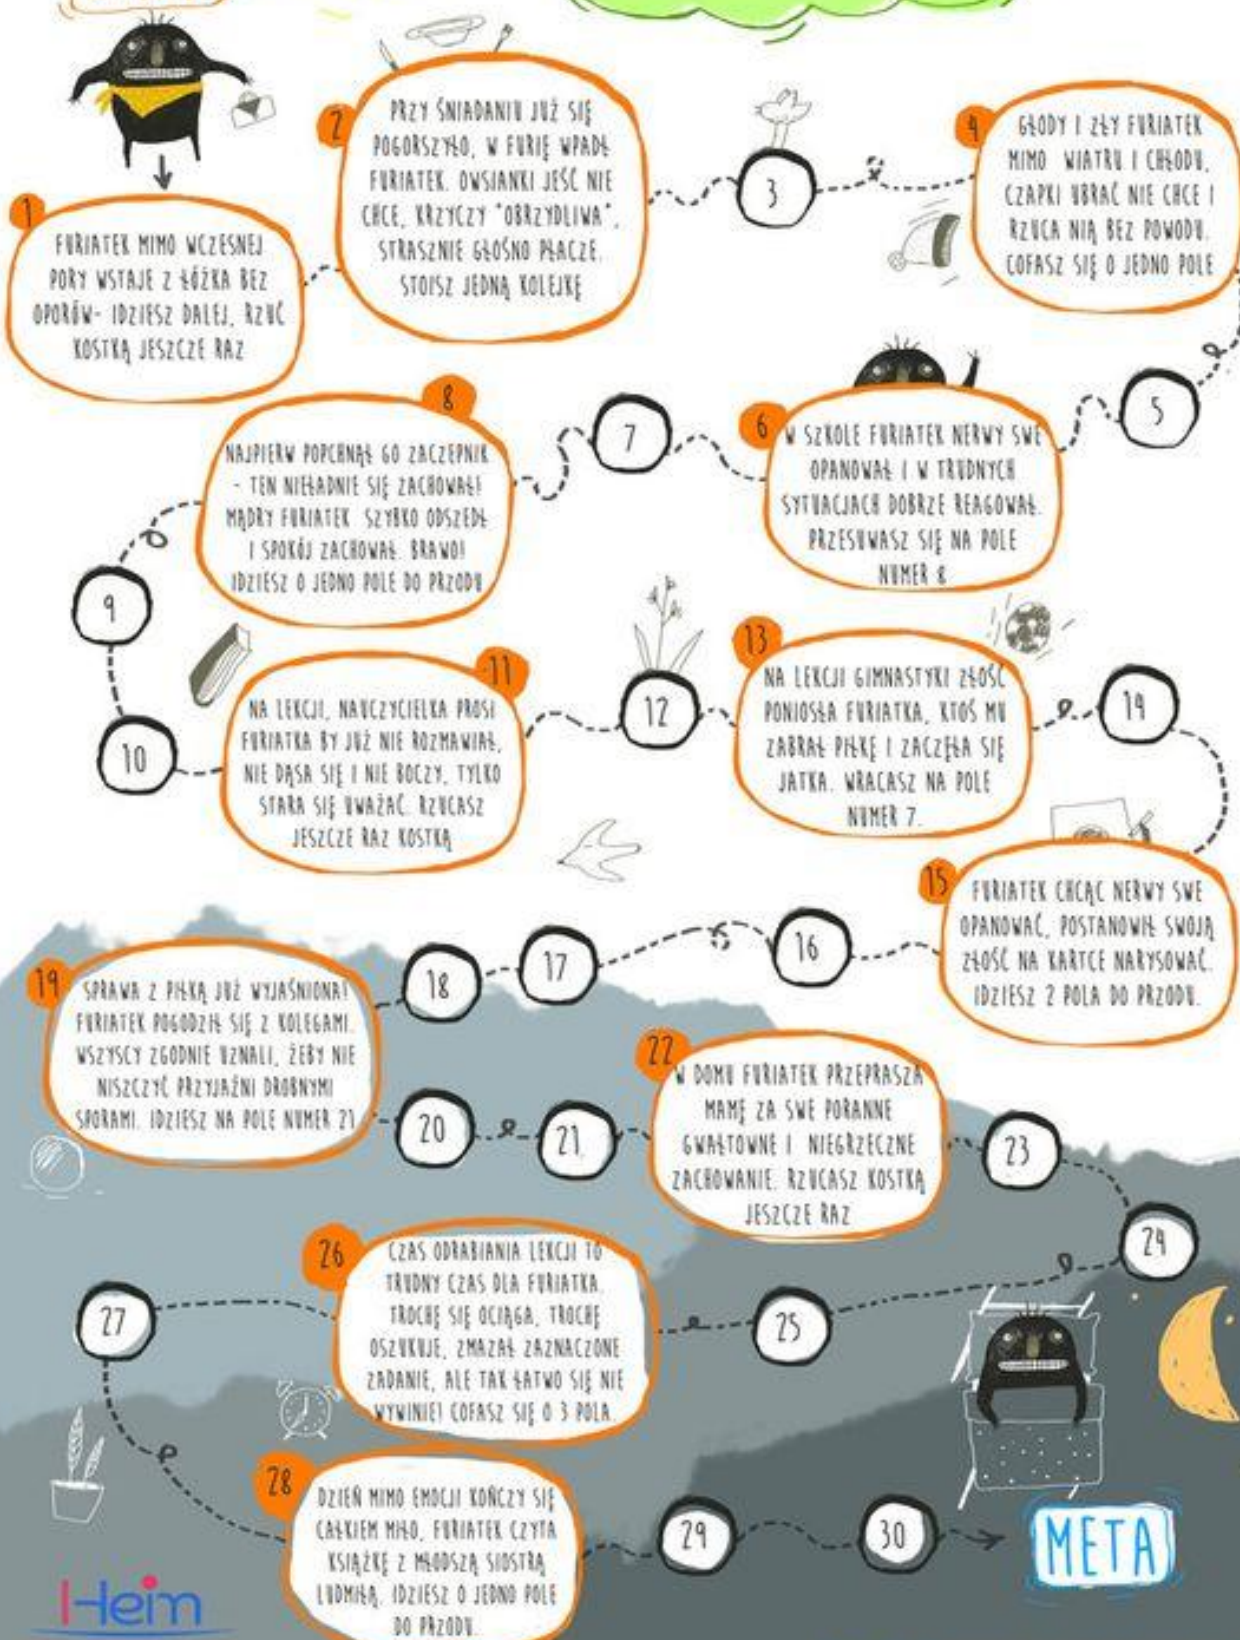 1
FURIATEK MIMO WCZESNEJ
PORY WSTAJE Z ŁÓŻKA BEZ
OPORÓW- IDZIESZ DALEJ, RZUĆ
KOSTKĄ JESZCZE RAZ
2
PRZY ŚNIADANIU JUŻ SIĘ
POGORSZYŁO, W FURIĘ WPADŁ
FURIATEK. OWSIANKI JEŚĆ NIE
CHCE, KRZYCZY "OBRZYDLIWA",
STRASZNIE GŁOŚNO PŁACZE.
STOISZ JEDNĄ KOLEJKĘ
3
4
GŁODY I ZŁY FURIATEK
MIMO WIATRU I CHŁODU,
CZAPKI UBRAĆ NIE CHCE I
RZUCA NIĄ BEZ POWODU.
COFASZ SIĘ O JEDNO POLE
5
6
W SZKOLE FURIATEK NERWY SWE
OPANOWAŁ I W TRUDNYCH
SYTUACJACH DOBRZE REAGOWAŁ.
PRZESUWASZ SIĘ NA POLE
NUMER 8
7
8
NAJPIERW POPCHNĄŁ GO ZACZEPNIK
- TEN NIEŁADNIE SIĘ ZACHOWAŁ!
MĄDRY FURIATEK SZYBKO ODSZEDŁ
I SPOKÓJ ZACHOWAŁ. BRAWO!
IDZIESZ O JEDNO POLE DO PRZODU
9
10
11
NA LEKCJI, NAUCZYCIELKA PROSI
FURIATKA BY JUŻ NIE ROZMAWIAŁ,
NIE DĄSA SIĘ I NIE BOCZY, TYLKO
STARA SIĘ UWAŻAĆ. RZUCASZ
JESZCZE RAZ KOSTKĄ
12
13
NA LEKCJI GIMNASTYKI ZŁOŚĆ
PONIOSŁA FURIATKA, KTOŚ MU
ZABRAŁ PIŁKĘ I ZACZĘŁA SIĘ
JATKA. WRACASZ NA POLE
NUMER 7.
14
15
FURIATEK CHCĄC NERWY SWE
OPANOWAĆ, POSTANOWIŁ SWOJĄ
ZŁOŚĆ NA KARTCE NARYSOWAĆ.
IDZIESZ 2 POLA DO PRZODU.
16
17
18
19
SPRAWA Z PIŁKĄ JUŻ WYJAŚNIONA!
FURIATEK POGODZIŁ SIĘ Z KOLEGAMI.
WSZYSCY ZGODNIE UZNALI, ŻEBY NIE
NISZCZYĆ PRZYJAŹNI DROBNYMI
SPORAMI. IDZIESZ NA POLE NUMER 21
20
21
22
W DOMU FURIATEK PRZEPRASZA
MAMĘ ZA SWE PORANNE
GWAŁTOWNE I NIEGRZECZNE
ZACHOWANIE. RZUCASZ KOSTKĄ
JESZCZE RAZ
23
24
25
26
CZAS ODRABIANIA LEKCJI TO
TRUDNY CZAS DLA FURIATKA.
TROCHĘ SIĘ OCIĄGA, TROCHĘ
OSZUKUJE, ZMAZAŁ ZAZNACZONE
ZADANIE, ALE TAK ŁATWO SIĘ NIE
WYWINIE! COFASZ SIĘ O 3 POLA.
27
28
DZIEŃ MIMO EMOCJI KOŃCZY SIĘ
CAŁKIEM MIŁO, FURIATEK CZYTA
KSIĄŻKĘ Z MŁODSZĄ SIOSTRĄ
LUDMIŁĄ. IDZIESZ O JEDNO POLE
DO PRZODU.
29
30
META
Heim